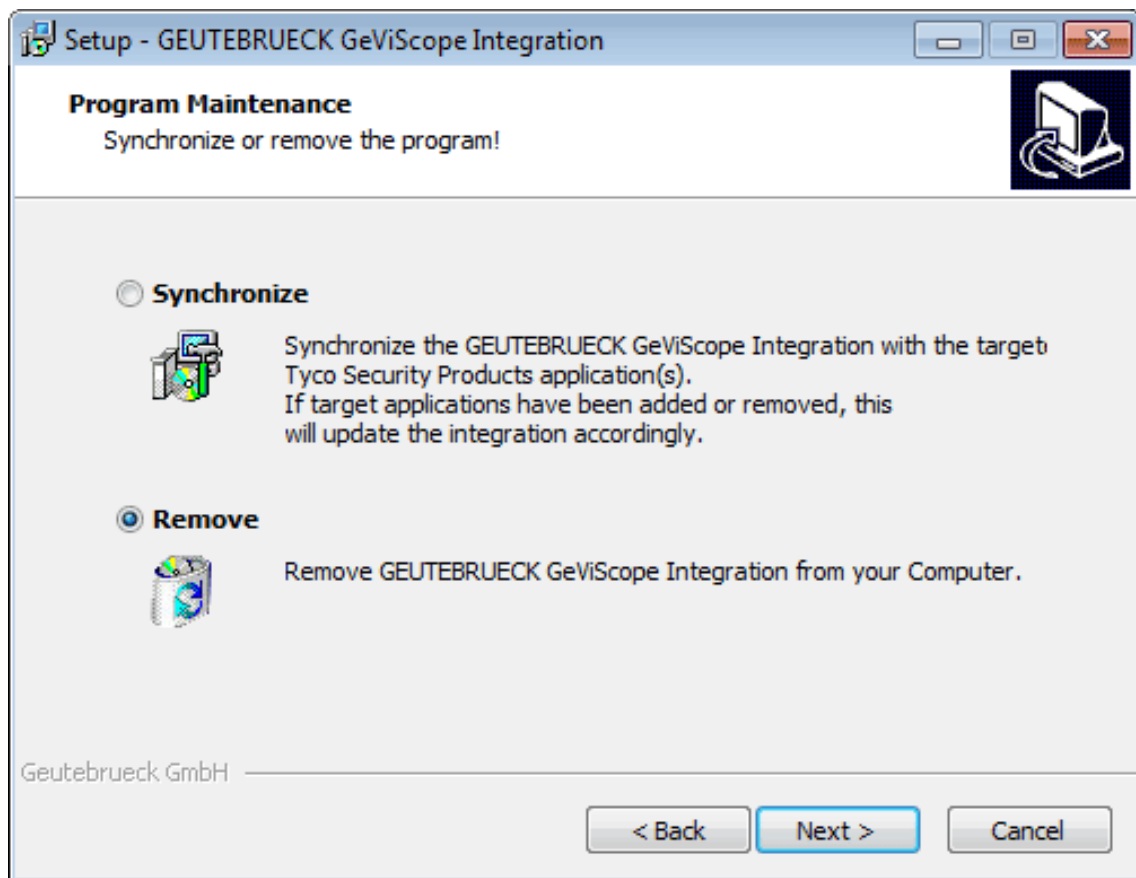 Setup - GEUTEBRUECK GeViScope Integration
Program Maintenance
Synchronize or remove the program!
Synchronize
Synchronize the GEUTEBRUECK GeViScope Integration with the target
Tyco Security Products application(s).
If target applications have been added or removed, this
will update the integration accordingly.
Remove
Remove GEUTEBRUECK GeViScope Integration from your Computer.
Geutebrueck GmbH
< Back Next > Cancel